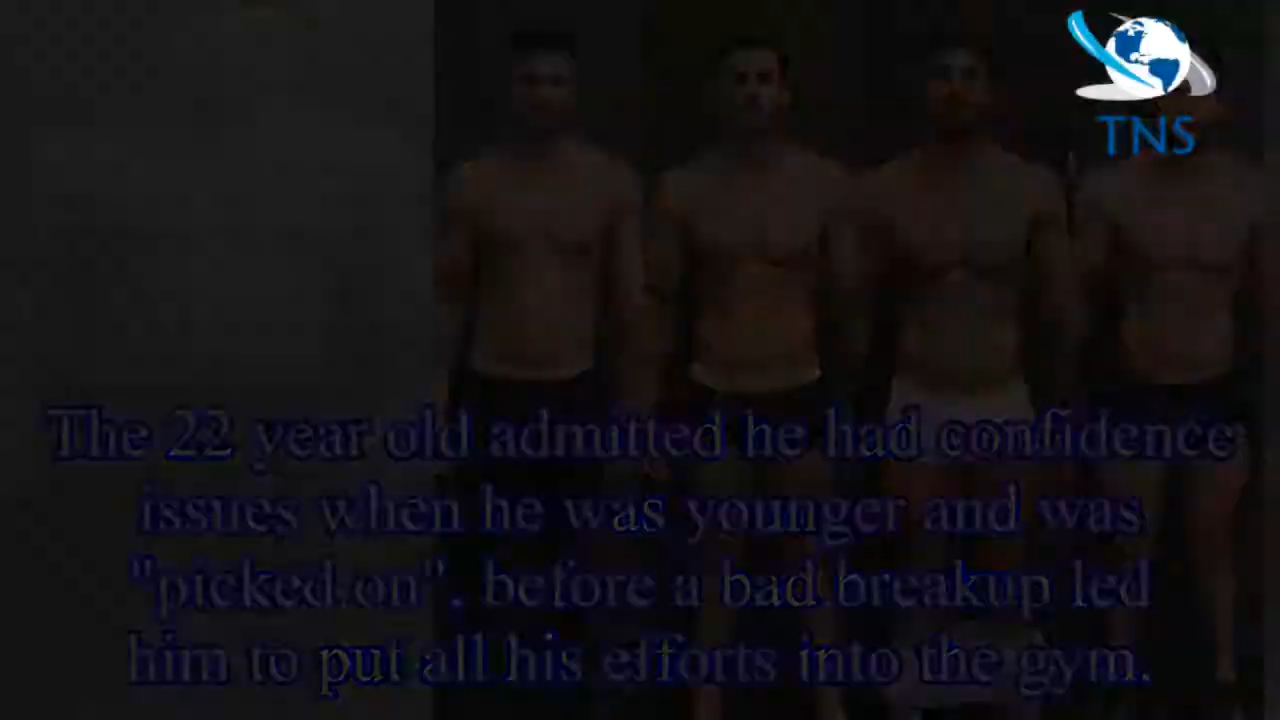 TNS
The 22 year old admitted he had confidence
issues when he was younger and was
"picked on", before a bad breakup led
him to put all his efforts into the gym.